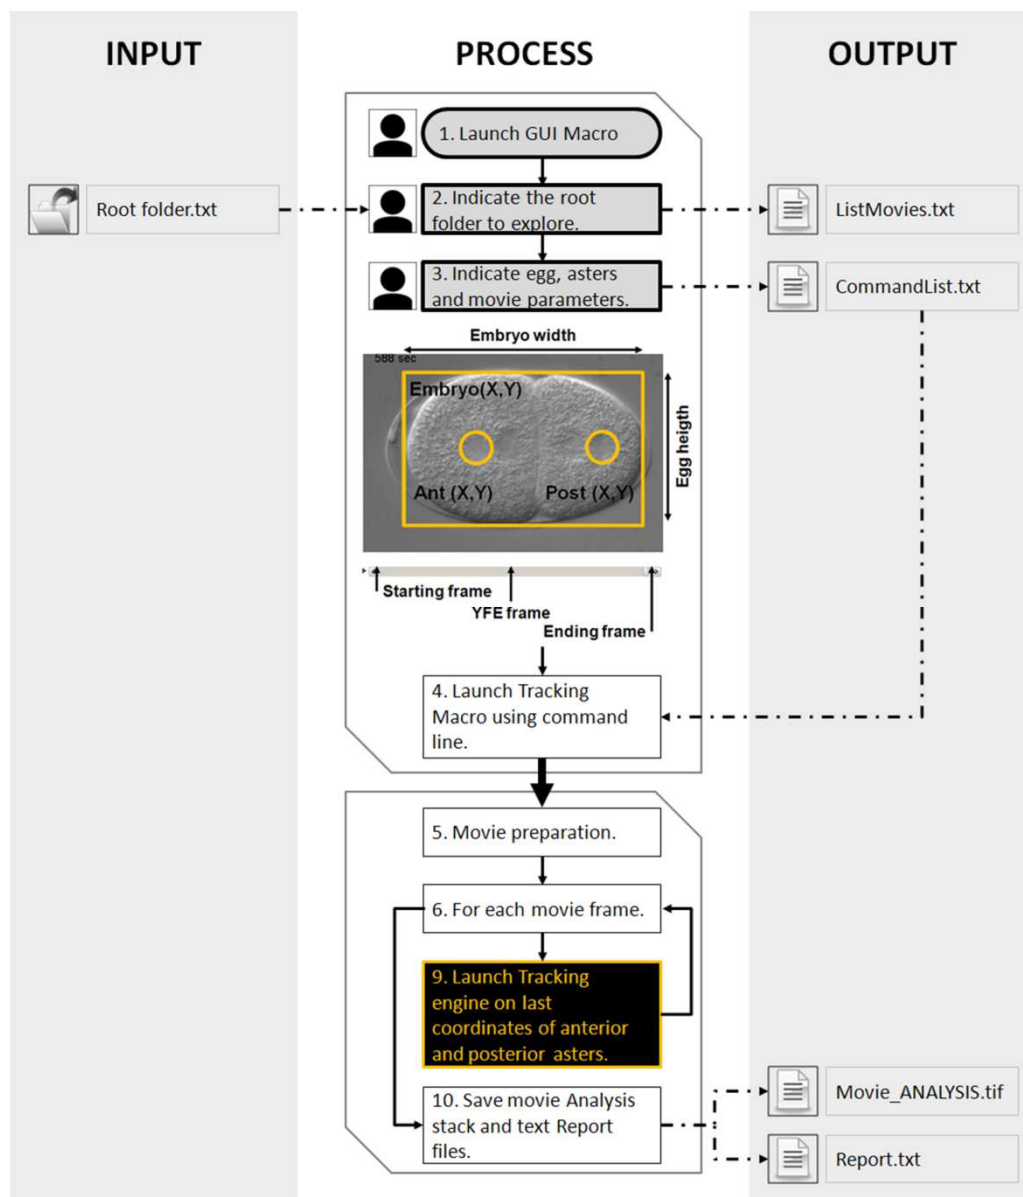 INPUT
PROCESS
OUTPUT
1. Launch GUI Macro
Root folder.txt
2. Indicate the root
folder to explore.
ListMovies.txt
3. Indicate egg, asters
and movie parameters.
CommandList.txt
Embryo width
588 sec
Embryo(X,Y)
Egg heigth
Ant (X,Y)
Post (X,Y)
Starting frame
YFE frame
Ending frame
4. Launch Tracking
Macro using command
line.
5. Movie preparation.
6. For each movie frame.
9. Launch Tracking
engine on last
coordinates of anterior
and posterior asters.
10. Save movie Analysis
stack and text Report
files.
Movie_ANALYSIS.tif
Report.txt